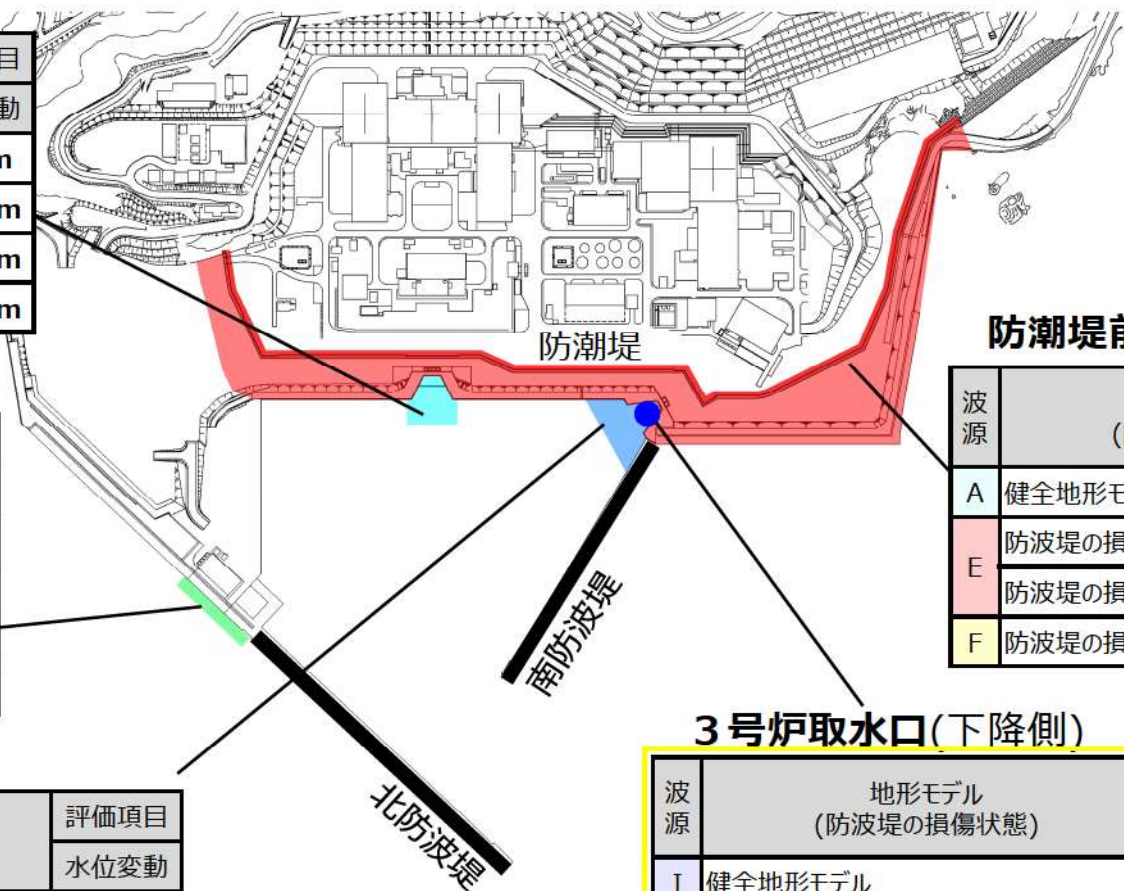 目
動
m
m
m
m
防潮堤
防潮堤前
波
源
(
A 健全地形モ
E 防波堤の損
防波堤の損
F 防波堤の損
南防波堤
北防波堤
評価項目
水位変動
3号炉取水口(下降側)
波
源
地形モデル
(防波堤の損傷状態)
I 健全地形モデル